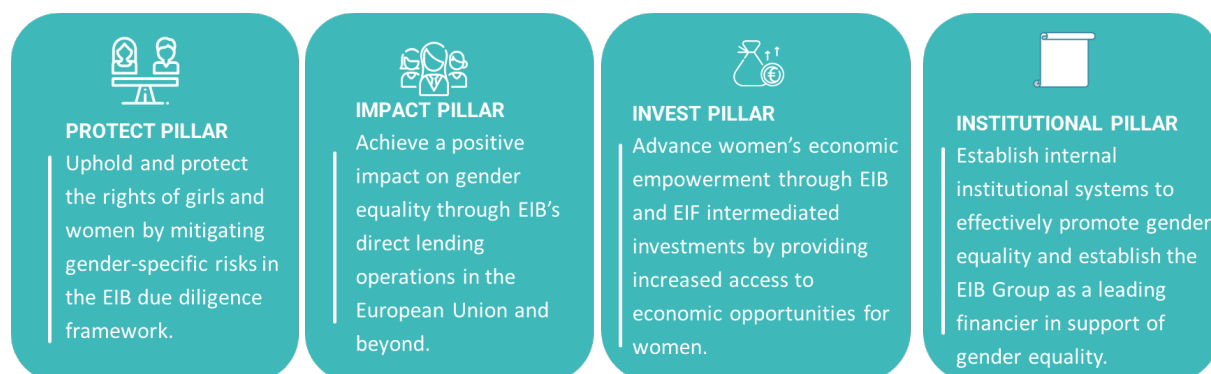 PROTECT PILLAR
Uphold and protect
the rights of girls and
women by mitigating
gender-specific risks in
the EIB due diligence
framework.
IMPACT PILLAR
Achieve a positive
impact on gender
equality through EIB’s
direct lending
operations in the
European Union and
beyond.
INVEST PILLAR
Advance women’s economic
empowerment through EIB
and EIF intermediated
investments by providing
increased access to
economic opportunities for
women.
INSTITUTIONAL PILLAR
Establish internal
institutional systems to
effectively promote gender
equality and establish the
EIB Group as a leading
financier in support of
gender equality.